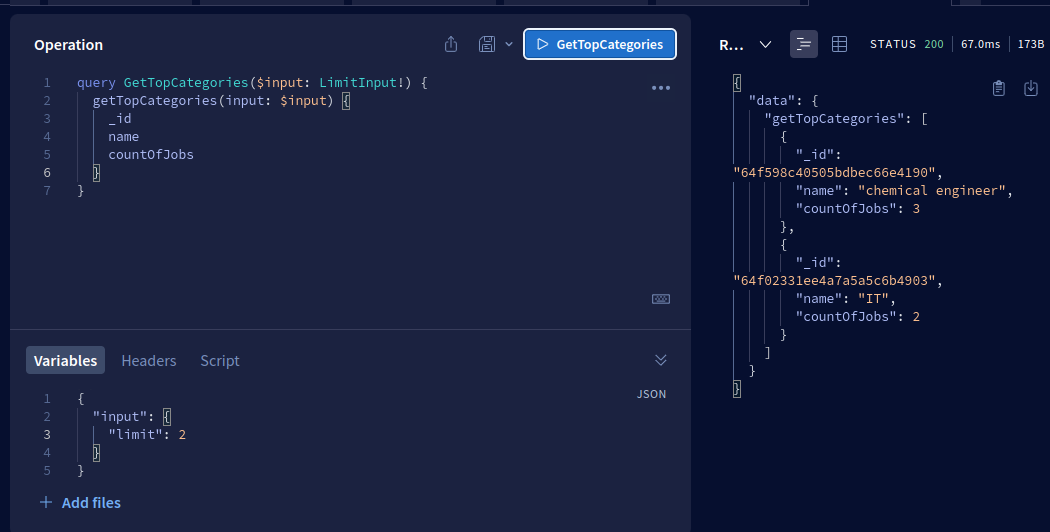 Operation
GetTopCategories
1 query GetTopCategories($input: LimitInput!) {
2 getTopCategories(input: $input) {
3 _id
4 name
5 countOfJobs
6 }
7 }
Variables Headers Script
JSON
1 {
2 "input": {
3 "limit": 2
4 }
5 }
+ Add files
R... STATUS 200 67.0ms 173B
{
"data": {
"getTopCategories": [
{
"_id":
"64f598c40505bdbec66e4190",
"name": "chemical engineer",
"countOfJobs": 3
},
{
"_id":
"64f02331ee4a7a5a5c6b4903",
"name": "IT",
"countOfJobs": 2
}
]
}
}